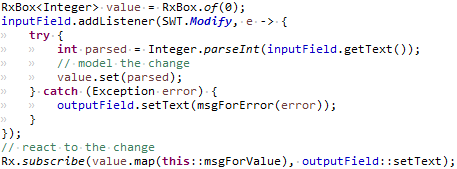 RxBox<Integer> value = RxBox.of(0);
inputField.addListener(SWT.Modify, e -> {
    try {
        int parsed = Integer.parseInt(inputField.getText());
        // model the change
        value.set(parsed);
    } catch (Exception error) {
        outputField.setText(msgForError(error));
    }
});
// react to the change
Rx.subscribe(value.map(this::msgForValue), outputField::setText);